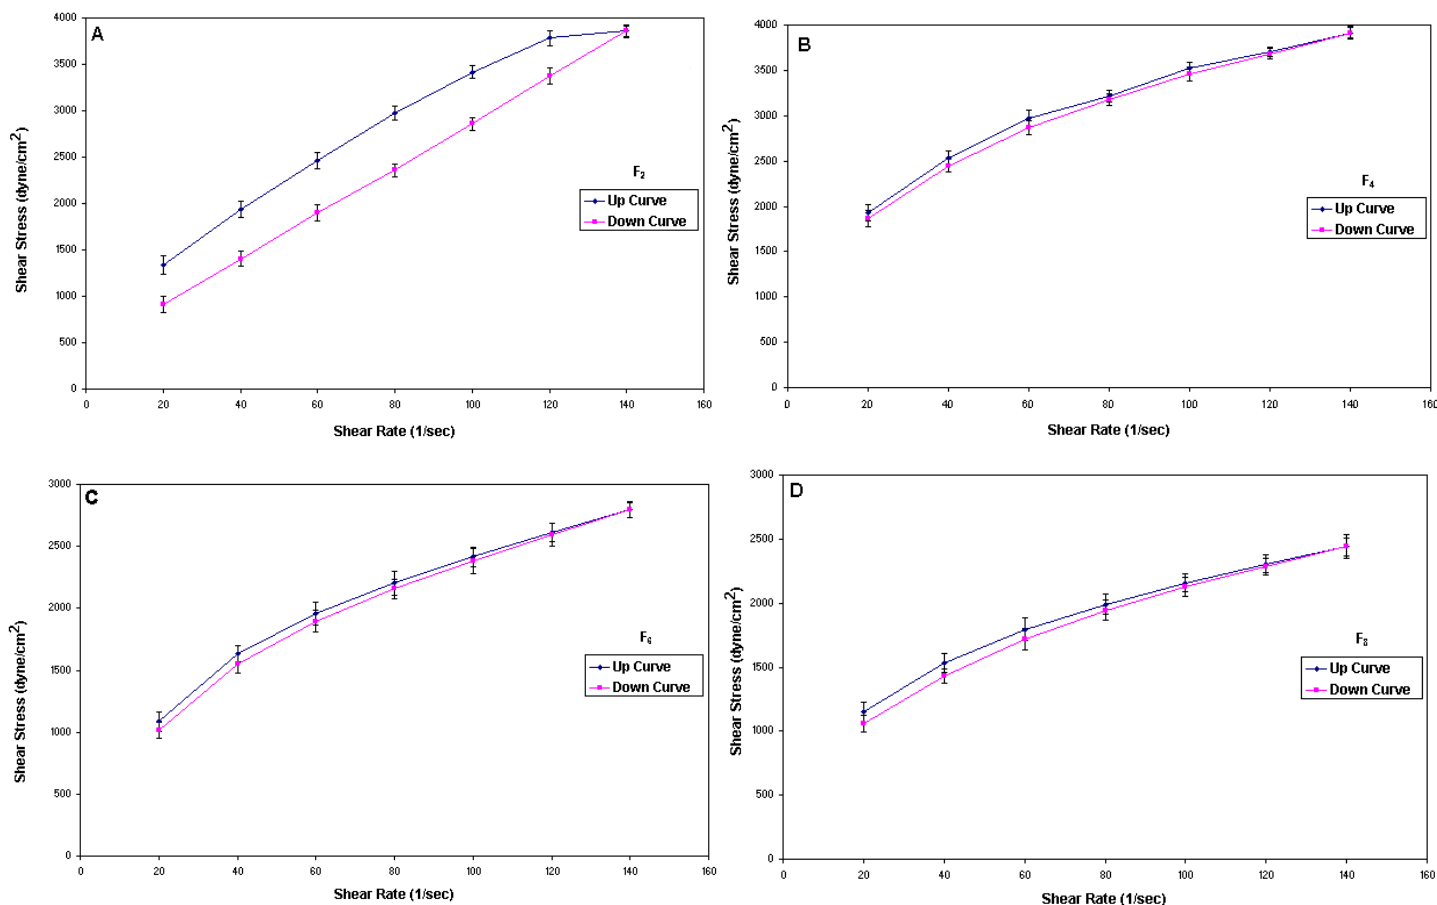 A
4000
3500
3000
2500
2000
1500
1000
500
0
Shear Stress (dyne/cm2)
F2
Up Curve
Down Curve
0 20 40 60 80 100 120 140 160
Shear Rate (1/sec)
B
4000
3500
3000
2500
2000
1500
1000
500
0
Shear Stress (dyne/cm2)
F4
Up Curve
Down Curve
0 20 40 60 80 100 120 140 160
Shear Rate (1/sec)
C
3000
2500
2000
1500
1000
500
0
Shear Stress (dyne/cm2)
F6
Up Curve
Down Curve
0 20 40 60 80 100 120 140 160
Shear Rate (1/sec)
D
3000
2500
2000
1500
1000
500
0
Shear Stress (dyne/cm2)
F8
Up Curve
Down Curve
0 20 40 60 80 100 120 140 160
Shear Rate (1/sec)